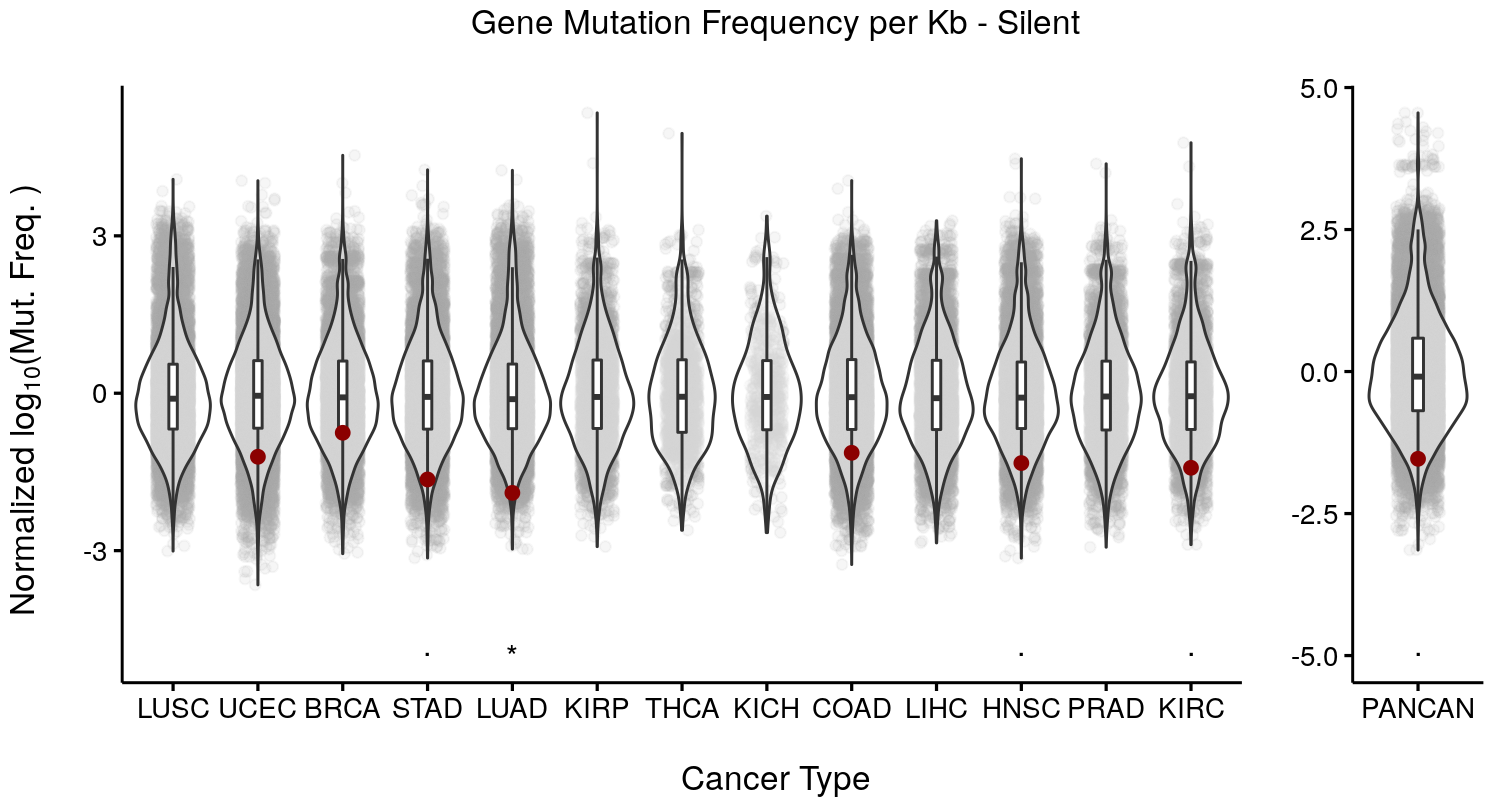 Gene Mutation Frequency per Kb - Silent
Normalized log10(Mut. Freq. )
3
0
-3
. * . .
LUSC UCEC BRCA STAD LUAD KIRP THCA KICH COAD LIHC HNSC PRAD KIRC
5.0
2.5
0.0
-2.5
-5.0
.
PANCAN
Cancer Type